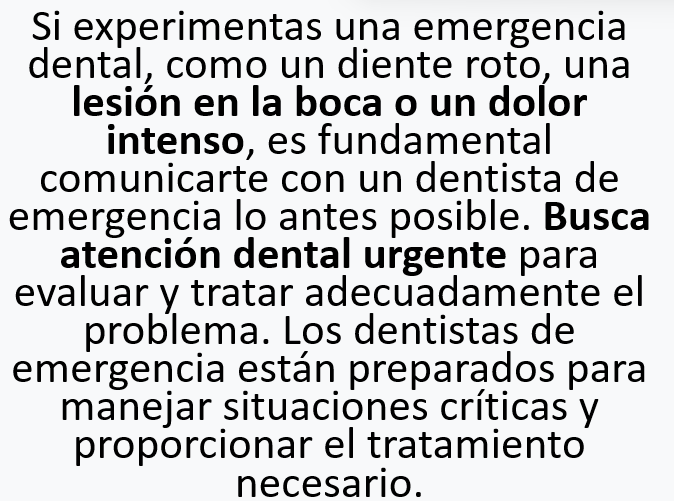 Si experimentas una emergencia
dental, como un diente roto, una
lesión en la boca o un dolor
intenso, es fundamental
comunicarte con un dentista de
emergencia lo antes posible. Busca
atención dental urgente para
evaluar y tratar adecuadamente el
problema. Los dentistas de
emergencia están preparados para
manejar situaciones críticas y
proporcionar el tratamiento
necesario.